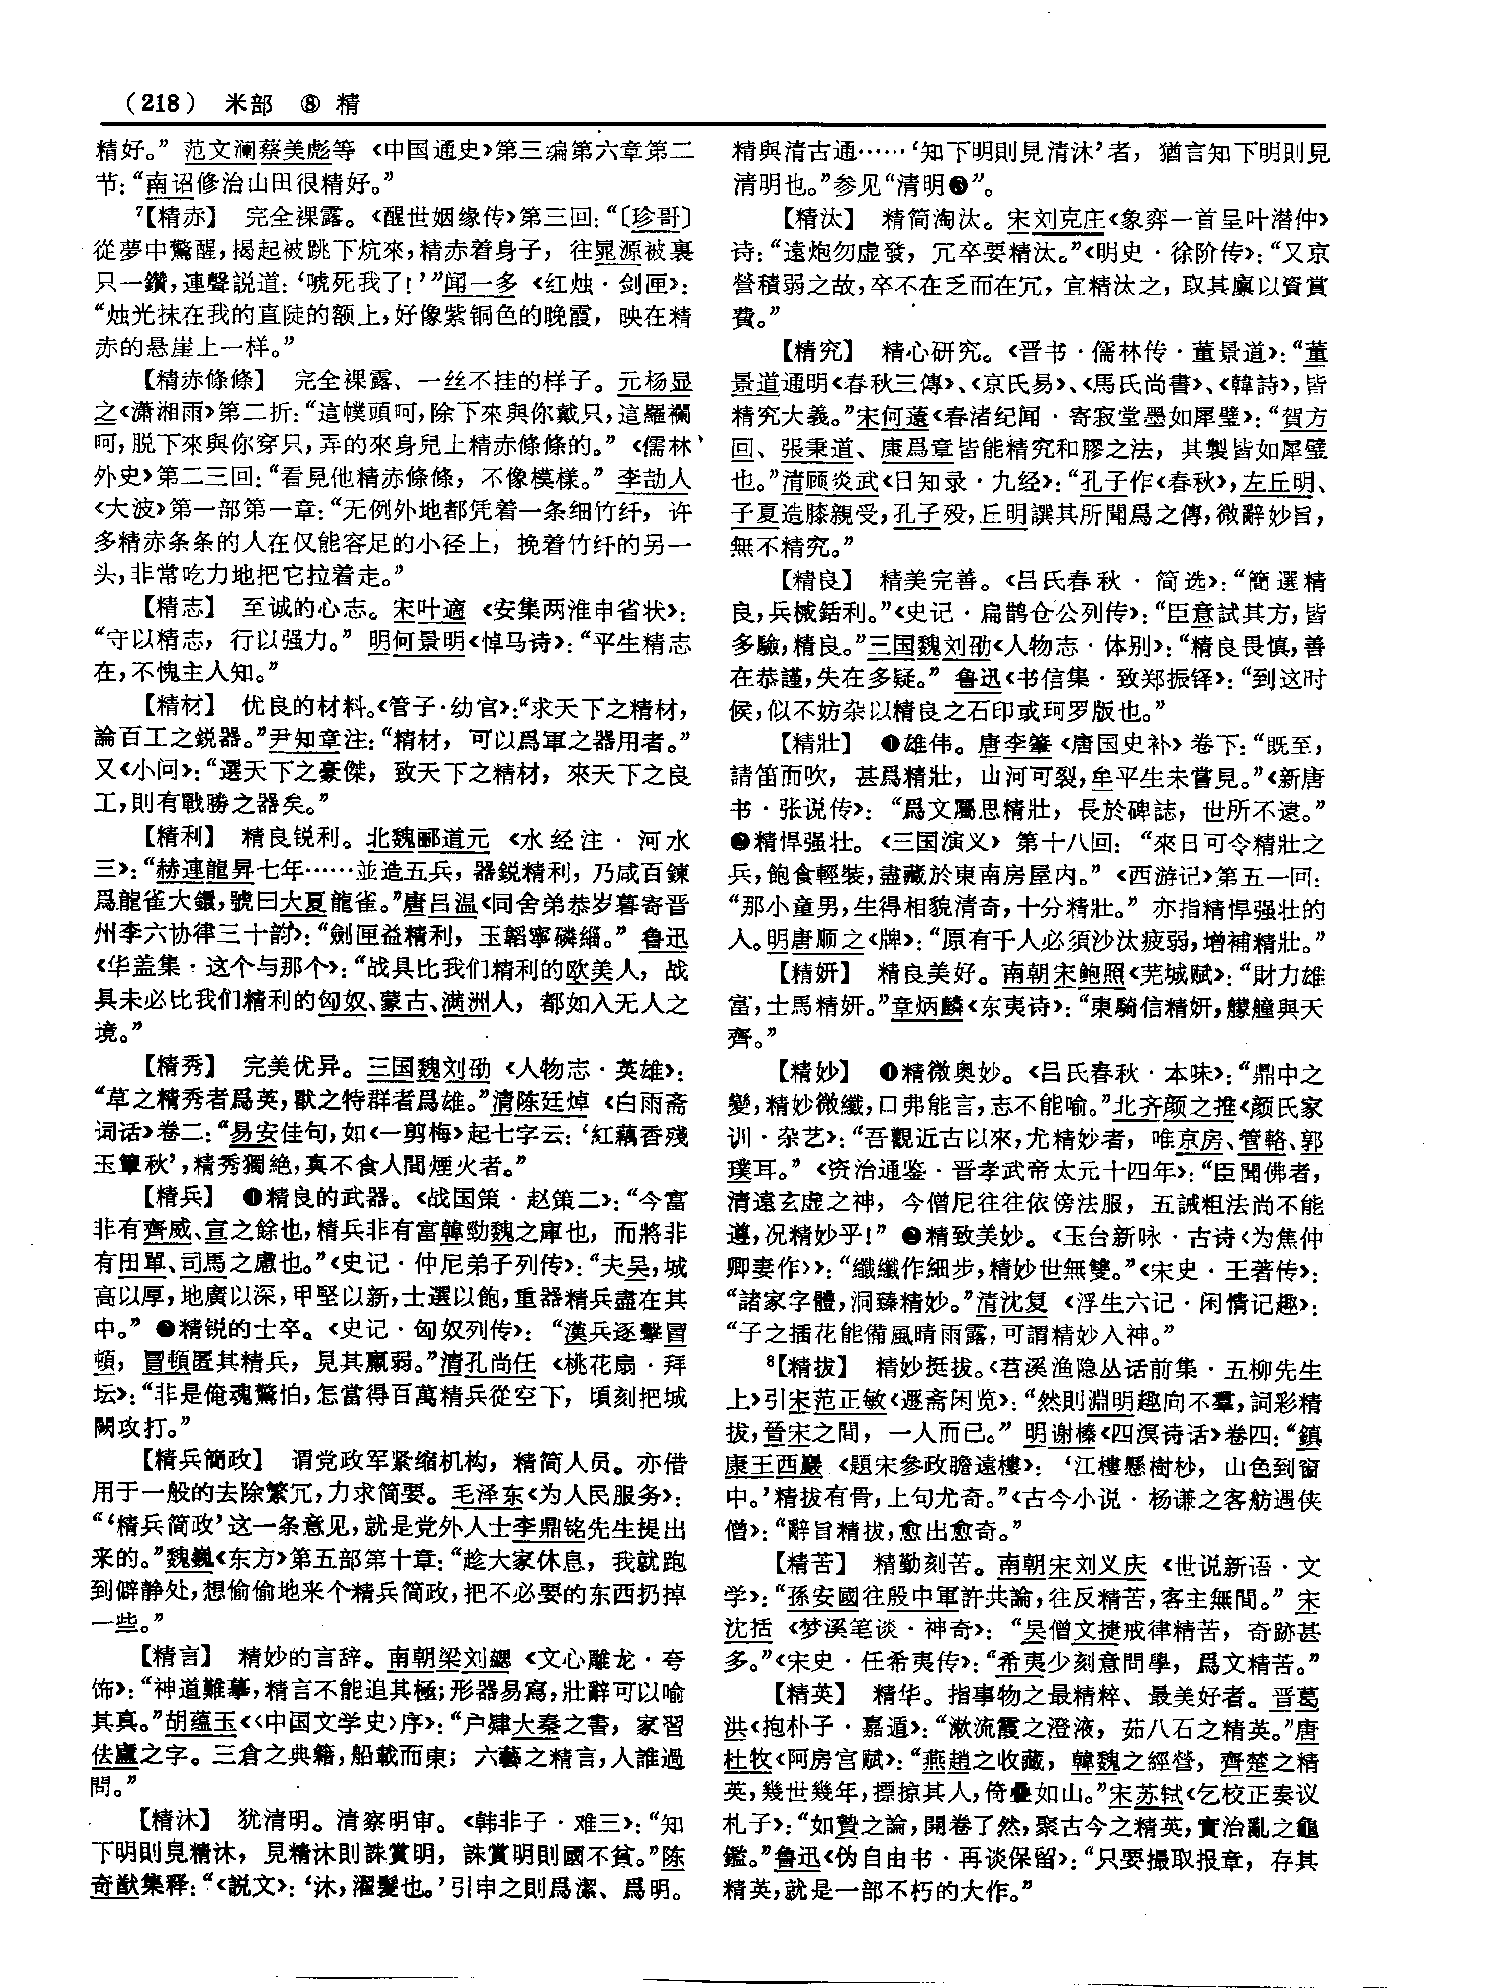 （218） 米部 ⑧ 精
精好。” 范文澜蔡美彪等《中国通史》第三编第六章第二
节：“南诏修治山田很精好。”
7【精赤】 完全裸露。《醒世姻缘传》第三回：“〔珍哥〕
從夢中驚醒，揭起被跳下炕來，精赤着身子，往晁源被裏
只一鑽，連聲説道：‘唬死我了！’”闻一多《红烛·剑匣》：
“烛光抹在我的直陡的额上，好像紫铜色的晚霞，映在精
赤的悬崖上一样。”
【精赤條條】 完全裸露、一丝不挂的样子。元杨显
之《潇湘雨》第二折：“這幞頭呵，除下來與你戴只，這羅襴
呵，脱下來與你穿只，弄的來身兒上精赤條條的。”《儒林
外史》第二三回：“看見他精赤條條，不像模樣。” 李劼人
《大波》第一部第一章：“无例外地都凭着一条细竹纤，许
多精赤条条的人在仅能容足的小径上，挽着竹纤的另一
头，非常吃力地把它拉着走。”
【精志】 至诚的心志。宋叶適《安集两淮申省状》：
“守以精志，行以强力。” 明何景明《悼马诗》：“平生精志
在，不愧主人知。”
【精材】 优良的材料。《管子·幼官》：“求天下之精材，
論百工之鋭器。”尹知章注：“精材，可以爲軍之器用者。”
又《小问》：“選天下之豪傑，致天下之精材，來天下之良
工，則有戰勝之器矣。”
【精利】 精良锐利。北魏郦道元《水经注·河水
三》：“赫連龍昇七年……並造五兵，器鋭精利，乃咸百鍊
爲龍雀大鐶，號曰大夏龍雀。”唐吕温《同舍弟恭岁暮寄晋
州李六协律三十韵》：“劍匣益精利，玉韜寧磷緇。” 鲁迅
《华盖集·这个与那个》：“战具比我们精利的欧美人，战
具未必比我们精利的匈奴、蒙古、满洲人，都如入无人之
境。”
【精秀】 完美优异。三国魏刘劭《人物志·英雄》：
“草之精秀者爲英，獸之特群者爲雄。”清陈廷焯《白雨斋
词话》卷二：“易安佳句，如《一剪梅》起七字云：‘紅藕香殘
玉簟秋’，精秀獨絶，真不食人間煙火者。”
【精兵】 ❶精良的武器。《战国策·赵策二》：“今富
非有齊威、宣之餘也，精兵非有富韓勁魏之庫也，而將非
有田單、司馬之慮也。”《史记·仲尼弟子列传》：“夫吴，城
高以厚，地廣以深，甲堅以新，士選以飽，重器精兵盡在其
中。” ❷精锐的士卒。《史记·匈奴列传》：“漢兵逐擊冒
頓，冒頓匿其精兵，見其羸弱。”清孔尚任《桃花扇·拜
坛》：“非是俺魂驚怕，怎當得百萬精兵從空下，頃刻把城
闕攻打。”
【精兵簡政】 谓党政军紧缩机构，精简人员。亦借
用于一般的去除繁冗，力求简要。毛泽东《为人民服务》：
“‘精兵简政’这一条意见，就是党外人士李鼎铭先生提出
来的。”魏巍《东方》第五部第十章：“趁大家休息，我就跑
到僻静处，想偷偷地来个精兵简政，把不必要的东西扔掉
一些。”
【精言】 精妙的言辞。南朝梁刘勰《文心雕龙·夸
饰》：“神道難摹，精言不能追其極；形器易寫，壯辭可以喻
其真。”胡蕴玉《〈中国文学史〉序》：“户肄大秦之書，家習
佉盧之字。三倉之典籍，船載而東；六藝之精言，人誰過
問。”
【精沐】 犹清明。清察明审。《韩非子·难三》：“知
下明則見精沐，見精沐則誅賞明，誅賞明則國不貧。”陈
奇猷集释：“《説文》：‘沐，濯髮也。’引申之則爲潔、爲明。
精與清古通……‘知下明則見清沐’者，猶言知下明則見
清明也。”参见“清明❸”。
【精汰】 精简淘汰。宋刘克庄《象弈一首呈叶潜仲》
诗：“遠炮勿虚發，冗卒要精汰。”《明史·徐阶传》：“又京
營積弱之故，卒不在乏而在冗，宜精汰之，取其廪以資賞
費。”
【精究】 精心研究。《晋书·儒林传·董景道》：“董
景道通明《春秋三傳》、《京氏易》、《馬氏尚書》、《韓詩》，皆
精究大義。”宋何薳《春渚纪闻·寄寂堂墨如犀璧》：“賀方
回、張秉道、康爲章皆能精究和膠之法，其製皆如犀璧
也。”清顾炎武《日知录·九经》：“孔子作《春秋》，左丘明、
子夏造膝親受，孔子殁，丘明譔其所聞爲之傳，微辭妙旨，
無不精究。”
【精良】 精美完善。《吕氏春秋·简选》：“簡選精
良，兵械銛利。”《史记·扁鹊仓公列传》：“臣意試其方，皆
多驗，精良。”三国魏刘劭《人物志·体别》：“精良畏慎，善
在恭謹，失在多疑。” 鲁迅《书信集·致郑振铎》：“到这时
候，似不妨杂以精良之石印或珂罗版也。”
【精壯】 ❶雄伟。唐李肇《唐国史补》卷下：“既至，
請笛而吹，甚爲精壯，山河可裂，牟平生未嘗見。”《新唐
书·张说传》：“爲文屬思精壯，長於碑誌，世所不逮。”
❷精悍强壮。《三国演义》第十八回：“來日可令精壯之
兵，飽食輕裝，盡藏於東南房屋内。”《西游记》第五一回：
“那小童男，生得相貌清奇，十分精壯。” 亦指精悍强壮的
人。明唐顺之《牌》：“原有千人必須沙汰疲弱，增補精壯。”
【精妍】 精良美好。南朝宋鲍照《芜城赋》：“財力雄
富，士馬精妍。”章炳麟《东夷诗》：“東騎信精妍，艨艟與天
齊。”
【精妙】 ❶精微奥妙。《吕氏春秋·本味》：“鼎中之
變，精妙微纖，口弗能言，志不能喻。”北齐颜之推《颜氏家
训·杂艺》：“吾觀近古以來，尤精妙者，唯京房、管輅、郭
璞耳。”《资治通鉴·晋孝武帝太元十四年》：“臣聞佛者，
清遠玄虚之神，今僧尼往往依傍法服，五誡粗法尚不能
遵，况精妙乎！” ❷精致美妙。《玉台新咏·古诗〈为焦仲
卿妻作〉》：“纖纖作細步，精妙世無雙。”《宋史·王著传》：
“諸家字體，洞臻精妙。”清沈复《浮生六记·闲情记趣》：
“子之插花能備風晴雨露，可謂精妙入神。”
8【精拔】 精妙挺拔。《苕溪渔隐丛话前集·五柳先生
上》引宋范正敏《遯斋闲览》：“然則淵明趣向不羣，詞彩精
拔，晉宋之間，一人而已。” 明谢榛《四溟诗话》卷四：“鎮
康王西巖《題宋參政瞻遠樓》：‘江樓懸樹杪，山色到窗
中。’精拔有骨，上句尤奇。”《古今小说·杨谦之客舫遇侠
僧》：“辭旨精拔，愈出愈奇。”
【精苦】 精勤刻苦。南朝宋刘义庆《世说新语·文
学》：“孫安國往殷中軍許共論，往反精苦，客主無間。” 宋
沈括《梦溪笔谈·神奇》：“吴僧文捷戒律精苦，奇跡甚
多。”《宋史·任希夷传》：“希夷少刻意問學，爲文精苦。”
【精英】 精华。指事物之最精粹、最美好者。晋葛
洪《抱朴子·嘉遁》：“漱流霞之澄液，茹八石之精英。”唐
杜牧《阿房宫赋》：“燕趙之收藏，韓魏之經營，齊楚之精
英，幾世幾年，摽掠其人，倚疊如山。”宋苏轼《乞校正奏议
札子》：“如贄之論，開卷了然，聚古今之精英，實治亂之龜
鑑。”鲁迅《伪自由书·再谈保留》：“只要撮取报章，存其
精英，就是一部不朽的大作。”